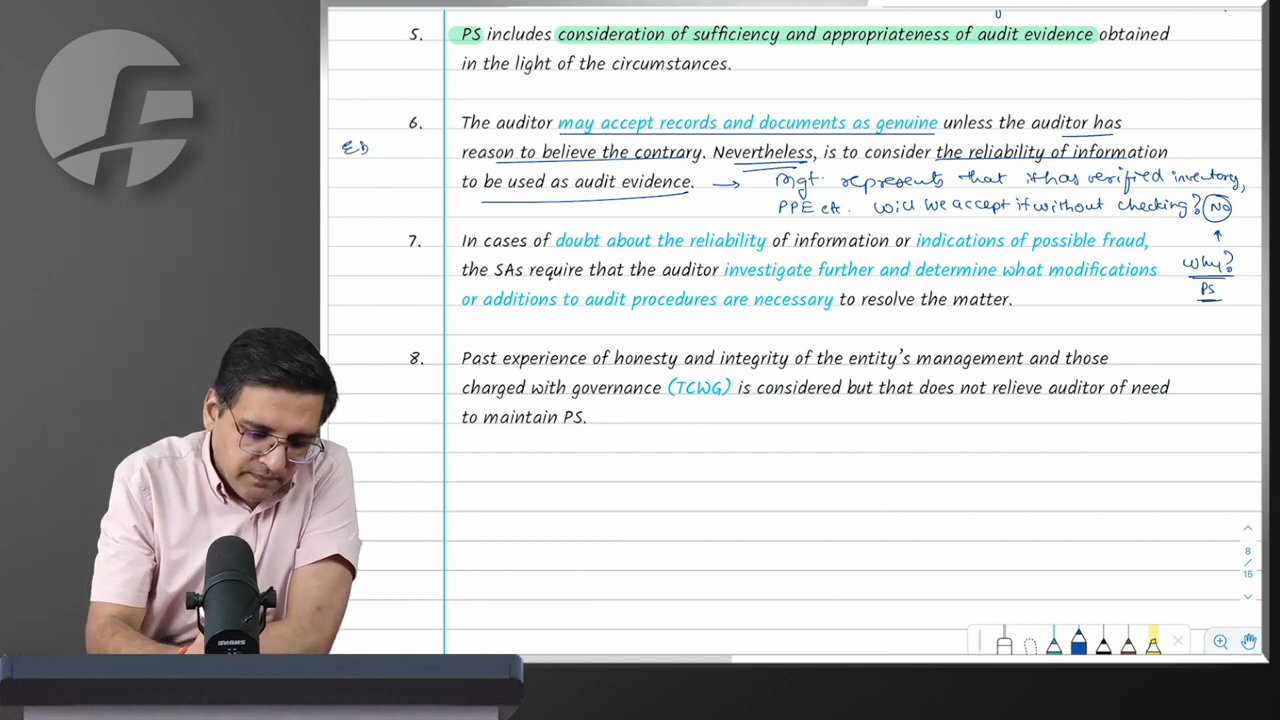 5. PS includes consideration of sufficiency and appropriateness of audit evidence obtained
in the light of the circumstances.
6. The auditor may accept records and documents as genuine unless the auditor has
reason to believe the contrary. Nevertheless, is to consider the reliability of information
to be used as audit evidence. → Mgt. represents that it has verified inventory,
PPE etc. Will we accept it without checking? No
7. In cases of doubt about the reliability of information or indications of possible fraud,
the SAs require that the auditor investigate further and determine what modifications
or additions to audit procedures are necessary to resolve the matter.
Why?
PS
8. Past experience of honesty and integrity of the entity's management and those
charged with governance (TCWG) is considered but that does not relieve auditor of need
to maintain PS.
8
/
15